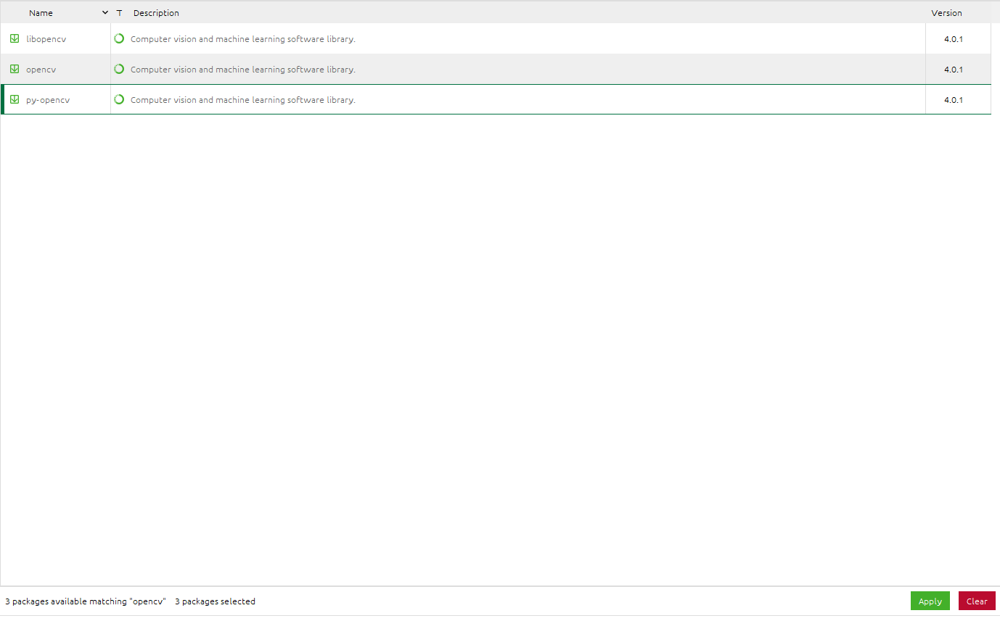 Name T Description Version
libopencv Computer vision and machine learning software library. 4.0.1
opencv Computer vision and machine learning software library. 4.0.1
py-opencv Computer vision and machine learning software library. 4.0.1
3 packages available matching "opencv" 3 packages selected Apply Clear